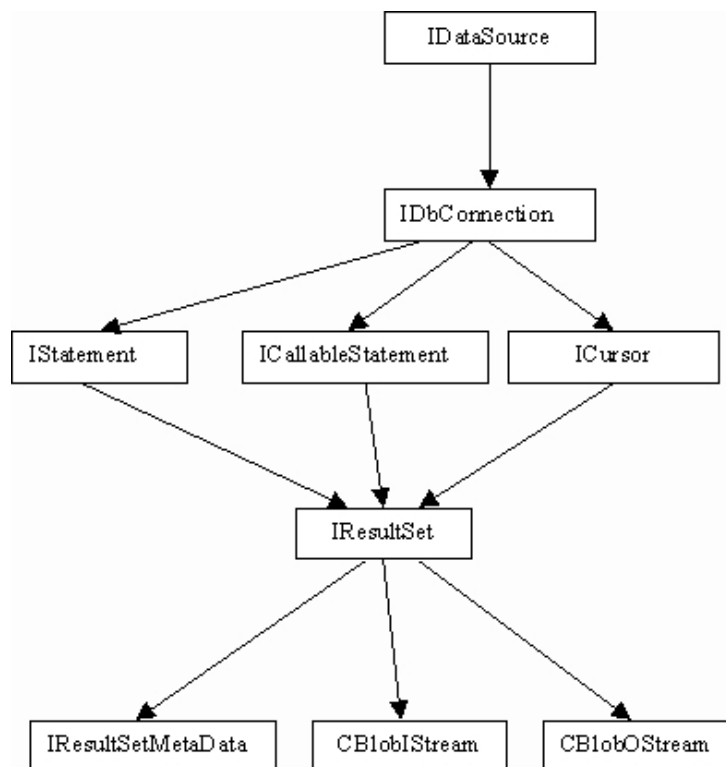 IDataSource
IDbConnection
IStatement
ICallableStatement
ICursor
IResultSet
IResultSetMetaData
CBlobIStream
CBlobOStream